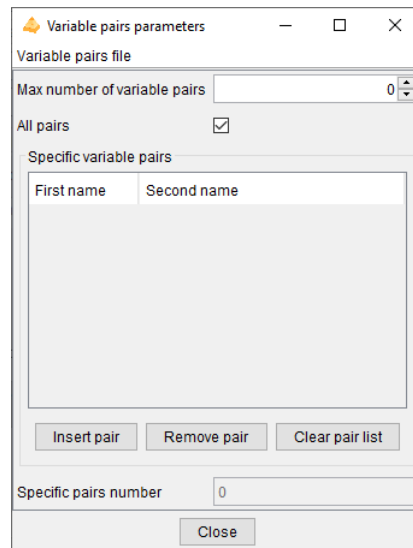 Variable pairs parameters
Variable pairs file
Max number of variable pairs 0
All pairs
Specific variable pairs
First name Second name
Insert pair Remove pair Clear pair list
Specific pairs number 0
Close